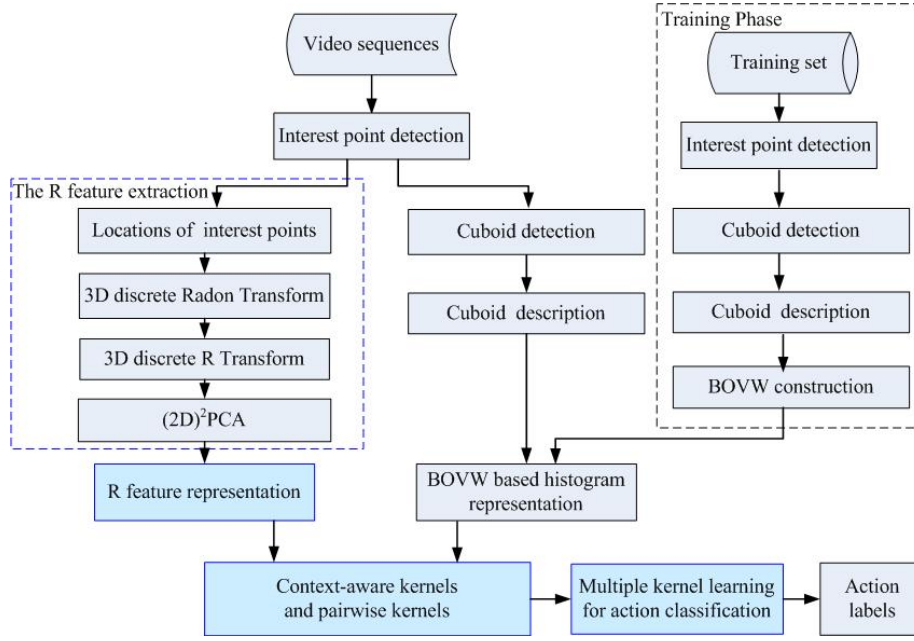 Video sequences
Interest point detection
The R feature extraction
Locations of interest points
3D discrete Radon Transform
3D discrete R Transform
(2D)²PCA
R feature representation
Cuboid detection
Cuboid description
BOVW based histogram
representation
Training Phase
Training set
Interest point detection
Cuboid detection
Cuboid description
BOVW construction
Context-aware kernels
and pairwise kernels
Multiple kernel learning
for action classification
Action
labels